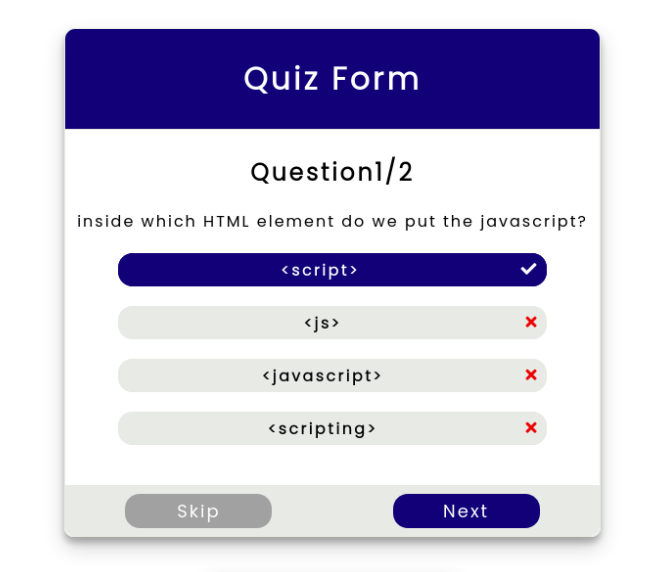 Quiz Form
Question1/2
inside which HTML element do we put the javascript?
<script>
<js>
<javascript>
<scripting>
Skip
Next